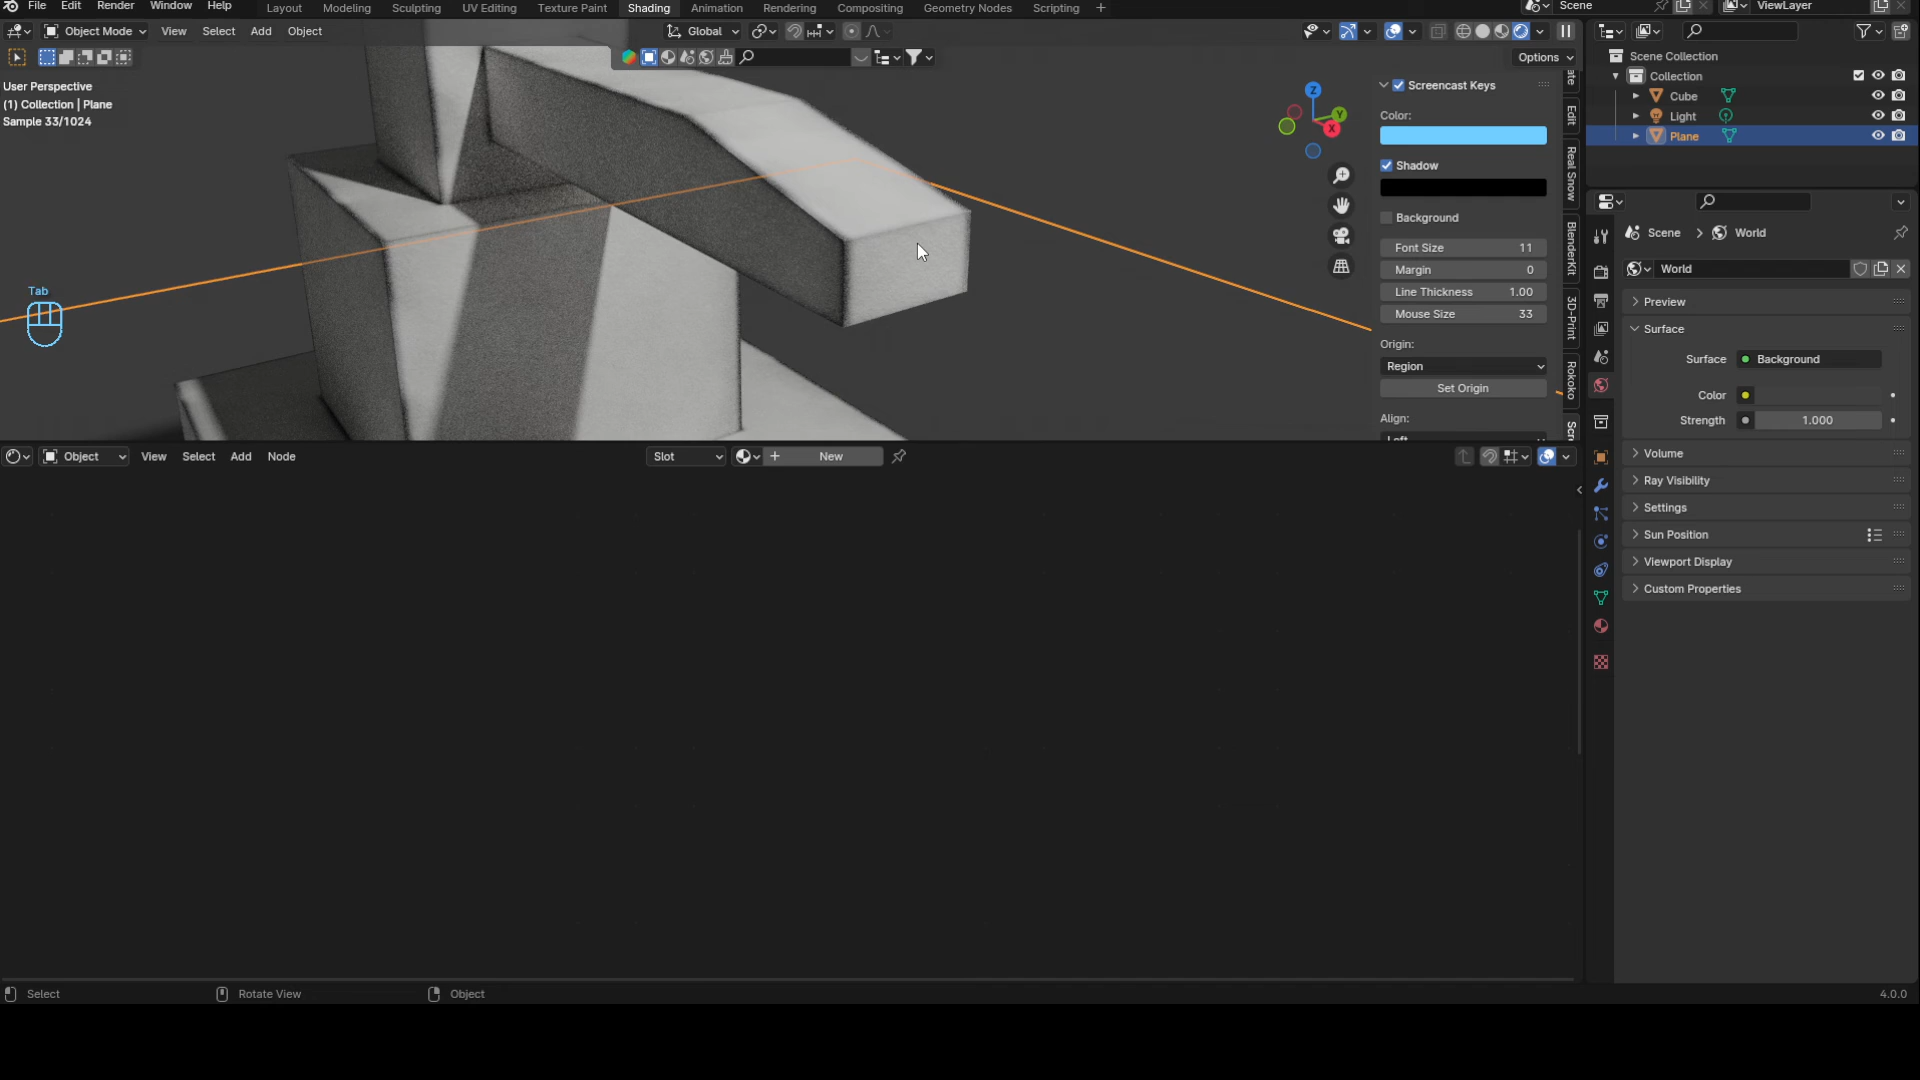 File Edit Render Window Help Layout Modeling Sculpting UV Editing Texture Paint Shading Animation Rendering Compositing Geometry Nodes Scripting + Scene ViewLayer
Object Mode View Select Add Object Global
Options
User Perspective
(1) Collection | Plane
Sample 33/1024
Z
Y
X
Tab
Screencast Keys
Color:
Shadow
Background
Font Size 11
Margin 0
Line Thickness 1.00
Mouse Size 33
Origin:
Region
Set Origin
Align:
Left
Edit
Real Snow
BlenderKit
3D-Print
Rokoko
Scre
Scene Collection
Collection
Cube
Light
Plane
Scene > World
World
Preview
Surface
Surface Background
Color
Strength 1.000
Volume
Ray Visibility
Settings
Sun Position
Viewport Display
Custom Properties
Object View Select Add Node Slot New
Select Rotate View Object 4.0.0